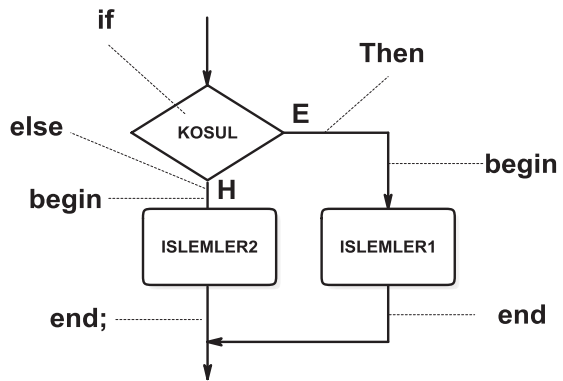 if
Then
E
KOSUL
else
begin
H
begin
ISLEMLER2
ISLEMLER1
end;
end